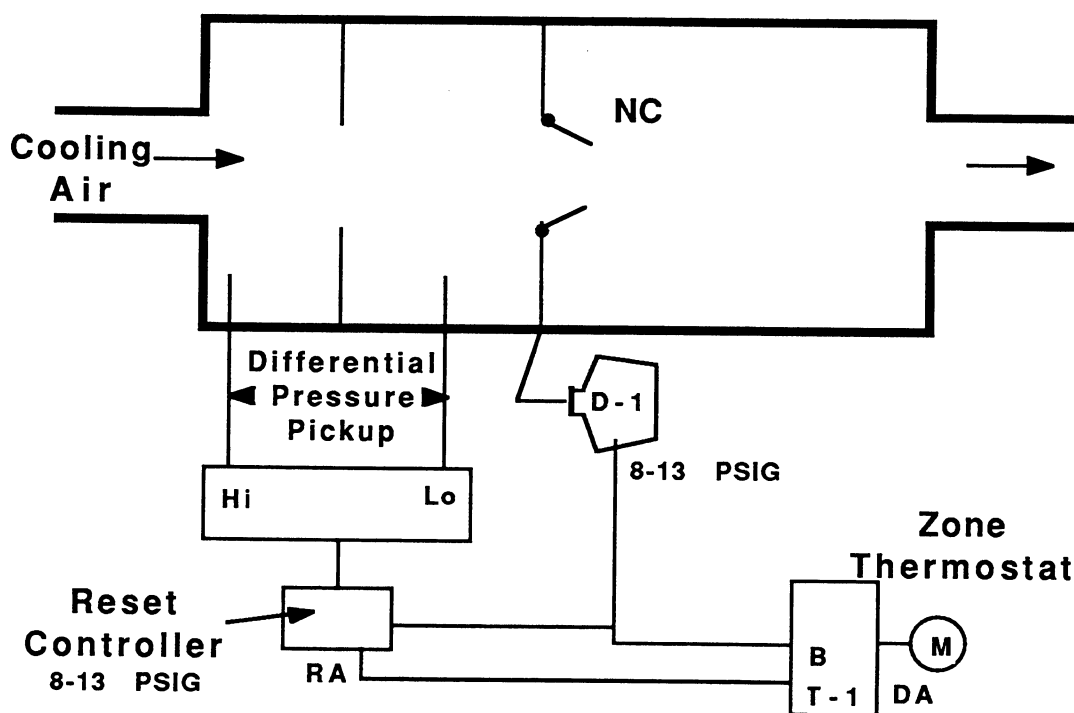 NC
Cooling
Air
Differential
Pressure
Pickup
D-1
8-13 PSIG
Hi
Lo
Zone
Thermostat
Reset
Controller
8-13 PSIG
RA
B
T-1
M
DA